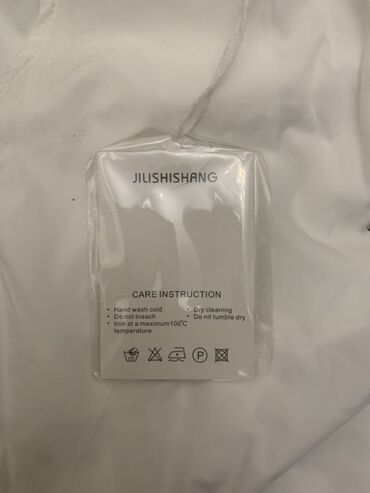 JILISHISHANG
CARE INSTRUCTION
• Hand wash cold
• Do not bleach
• Iron at a maximum100°C
temperature
• Dry cleaning
• Do nit tumble dry
P